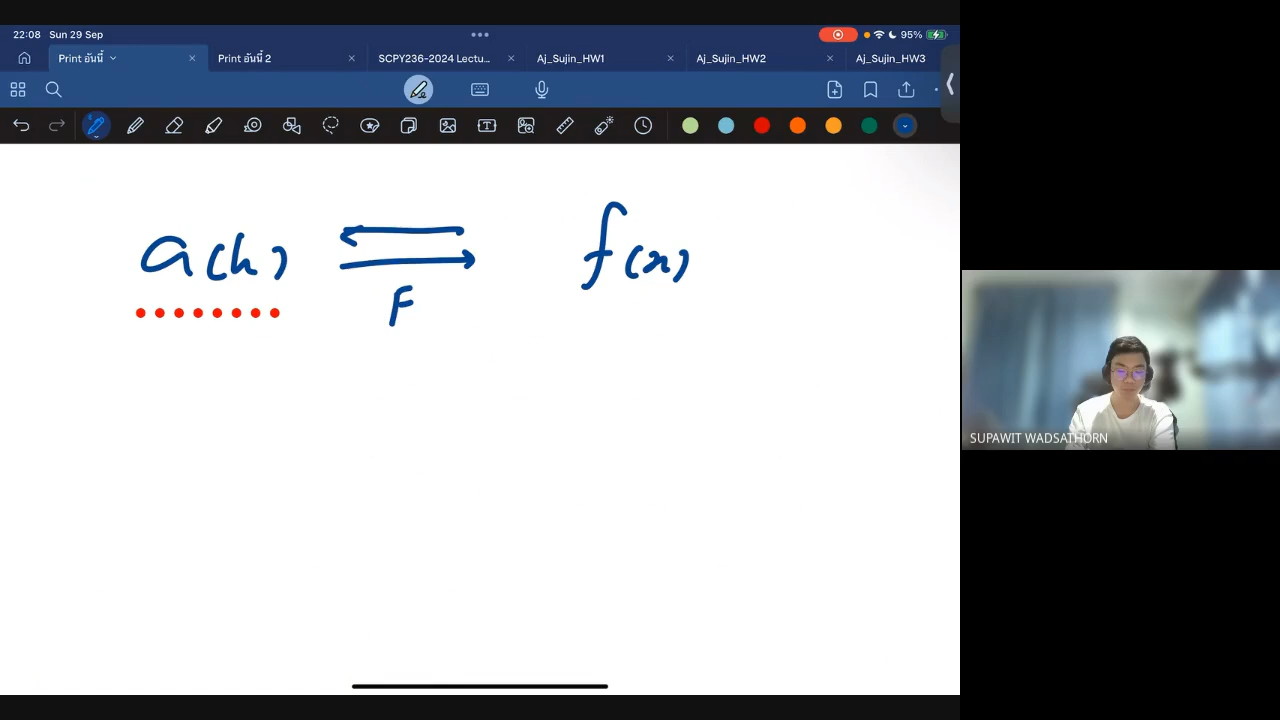 22:08 Sun 29 Sep
95%
Print อันนี้
Print อันนี้ 2
SCPY236-2024 Lectu...
Aj_Sujin_HW1
Aj_Sujin_HW2
Aj_Sujin_HW3
a(k) f(x)
F
SUPAWIT WADSATHORN